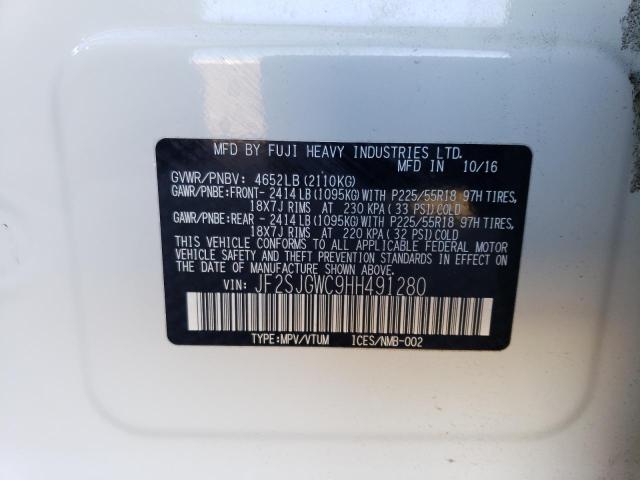 MFD BY FUJI HEAVY INDUSTRIES LTD.
MFD IN 10/16
GVWR/PNBV: 4652LB(2110KG)
GAWR/PNBE:FRONT- 2414LB(1095KG)WITH P225/55R18 97H TIRES,
18X7J RIMS AT 230 KPA(33 PSI)COLD
GAWR/PNBE:REAR - 2414LB(1095KG)WITH P225/55R18 97H TIRES,
18X7J RIMS AT 220 KPA(32 PSI)COLD
THIS VEHICLE CONFORMS TO ALL APPLICABLE FEDERAL MOTOR
VEHICLE SAFETY AND THEFT PREVENTION STANDARDS IN EFFECT
ON THE DATE OF MANUFACTURE SHOWN ABOVE.
VIN: JF2SJGWC9HH491280
TYPE:MPV/VTUM ICES/NMB-002